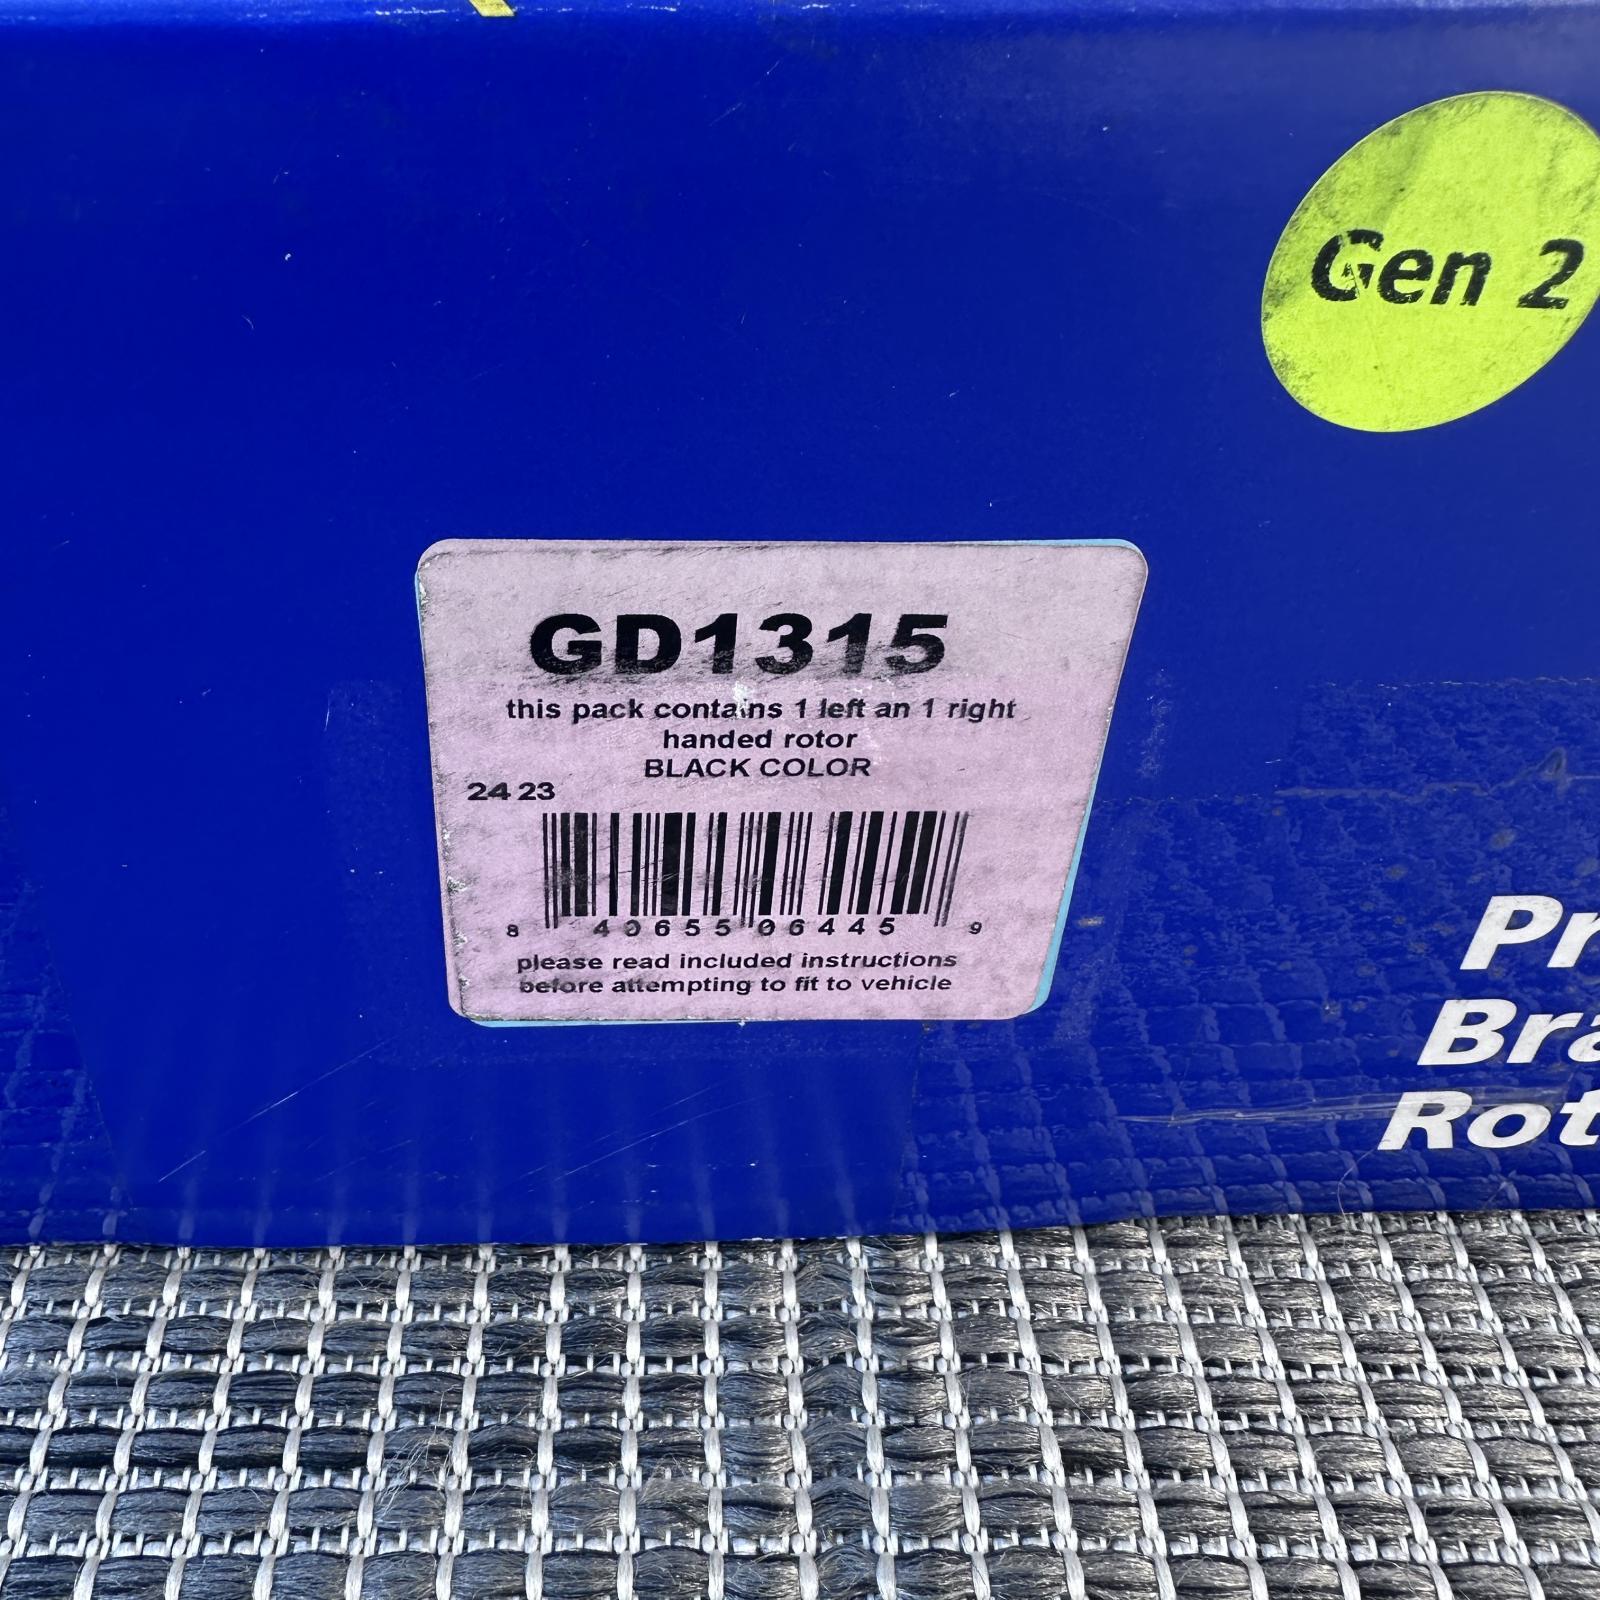 Gen 2
GD1315
this pack contains 1 left an 1 right
handed rotor
BLACK COLOR
24 23
8 40655 06445 9
please read included instructions
before attempting to fit to vehicle